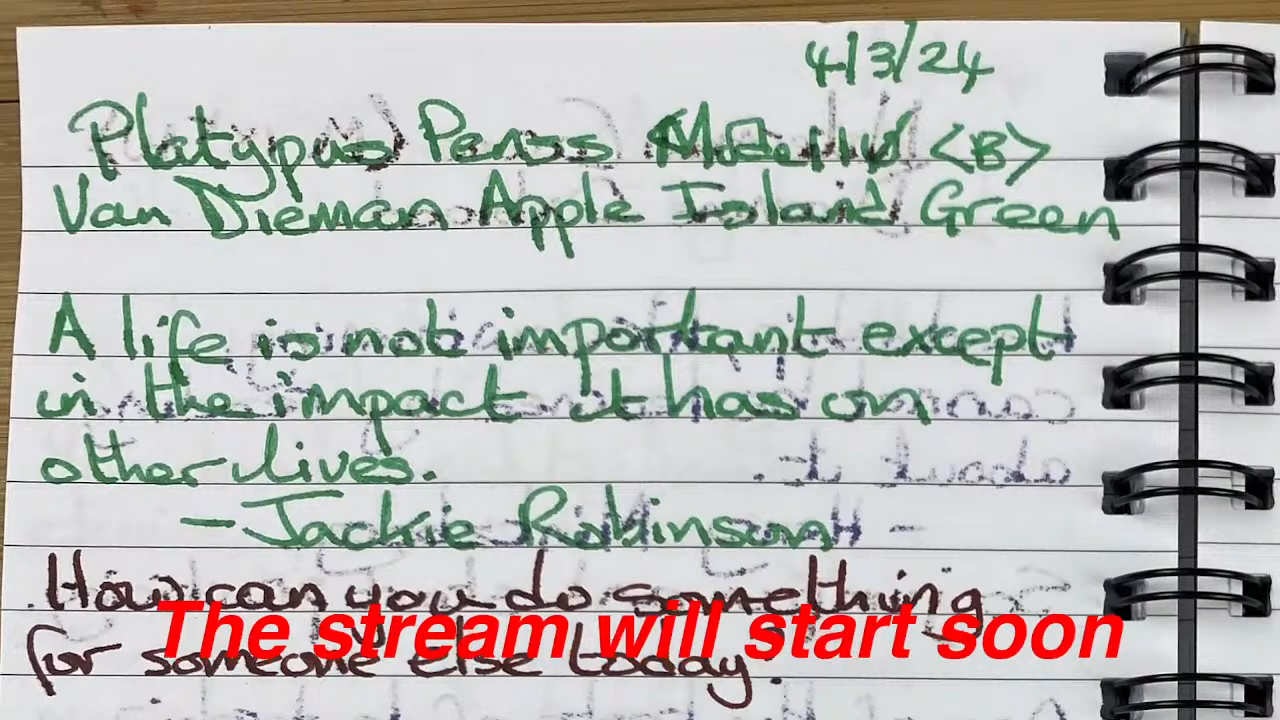 4/3/24
Platypus Pens <B>
Van Dieman Apple Island Green
A life is not important except
in the impact it has on
other lives.
- Jackie Robinson
How can you do something
for someone else today?
The stream will start soon